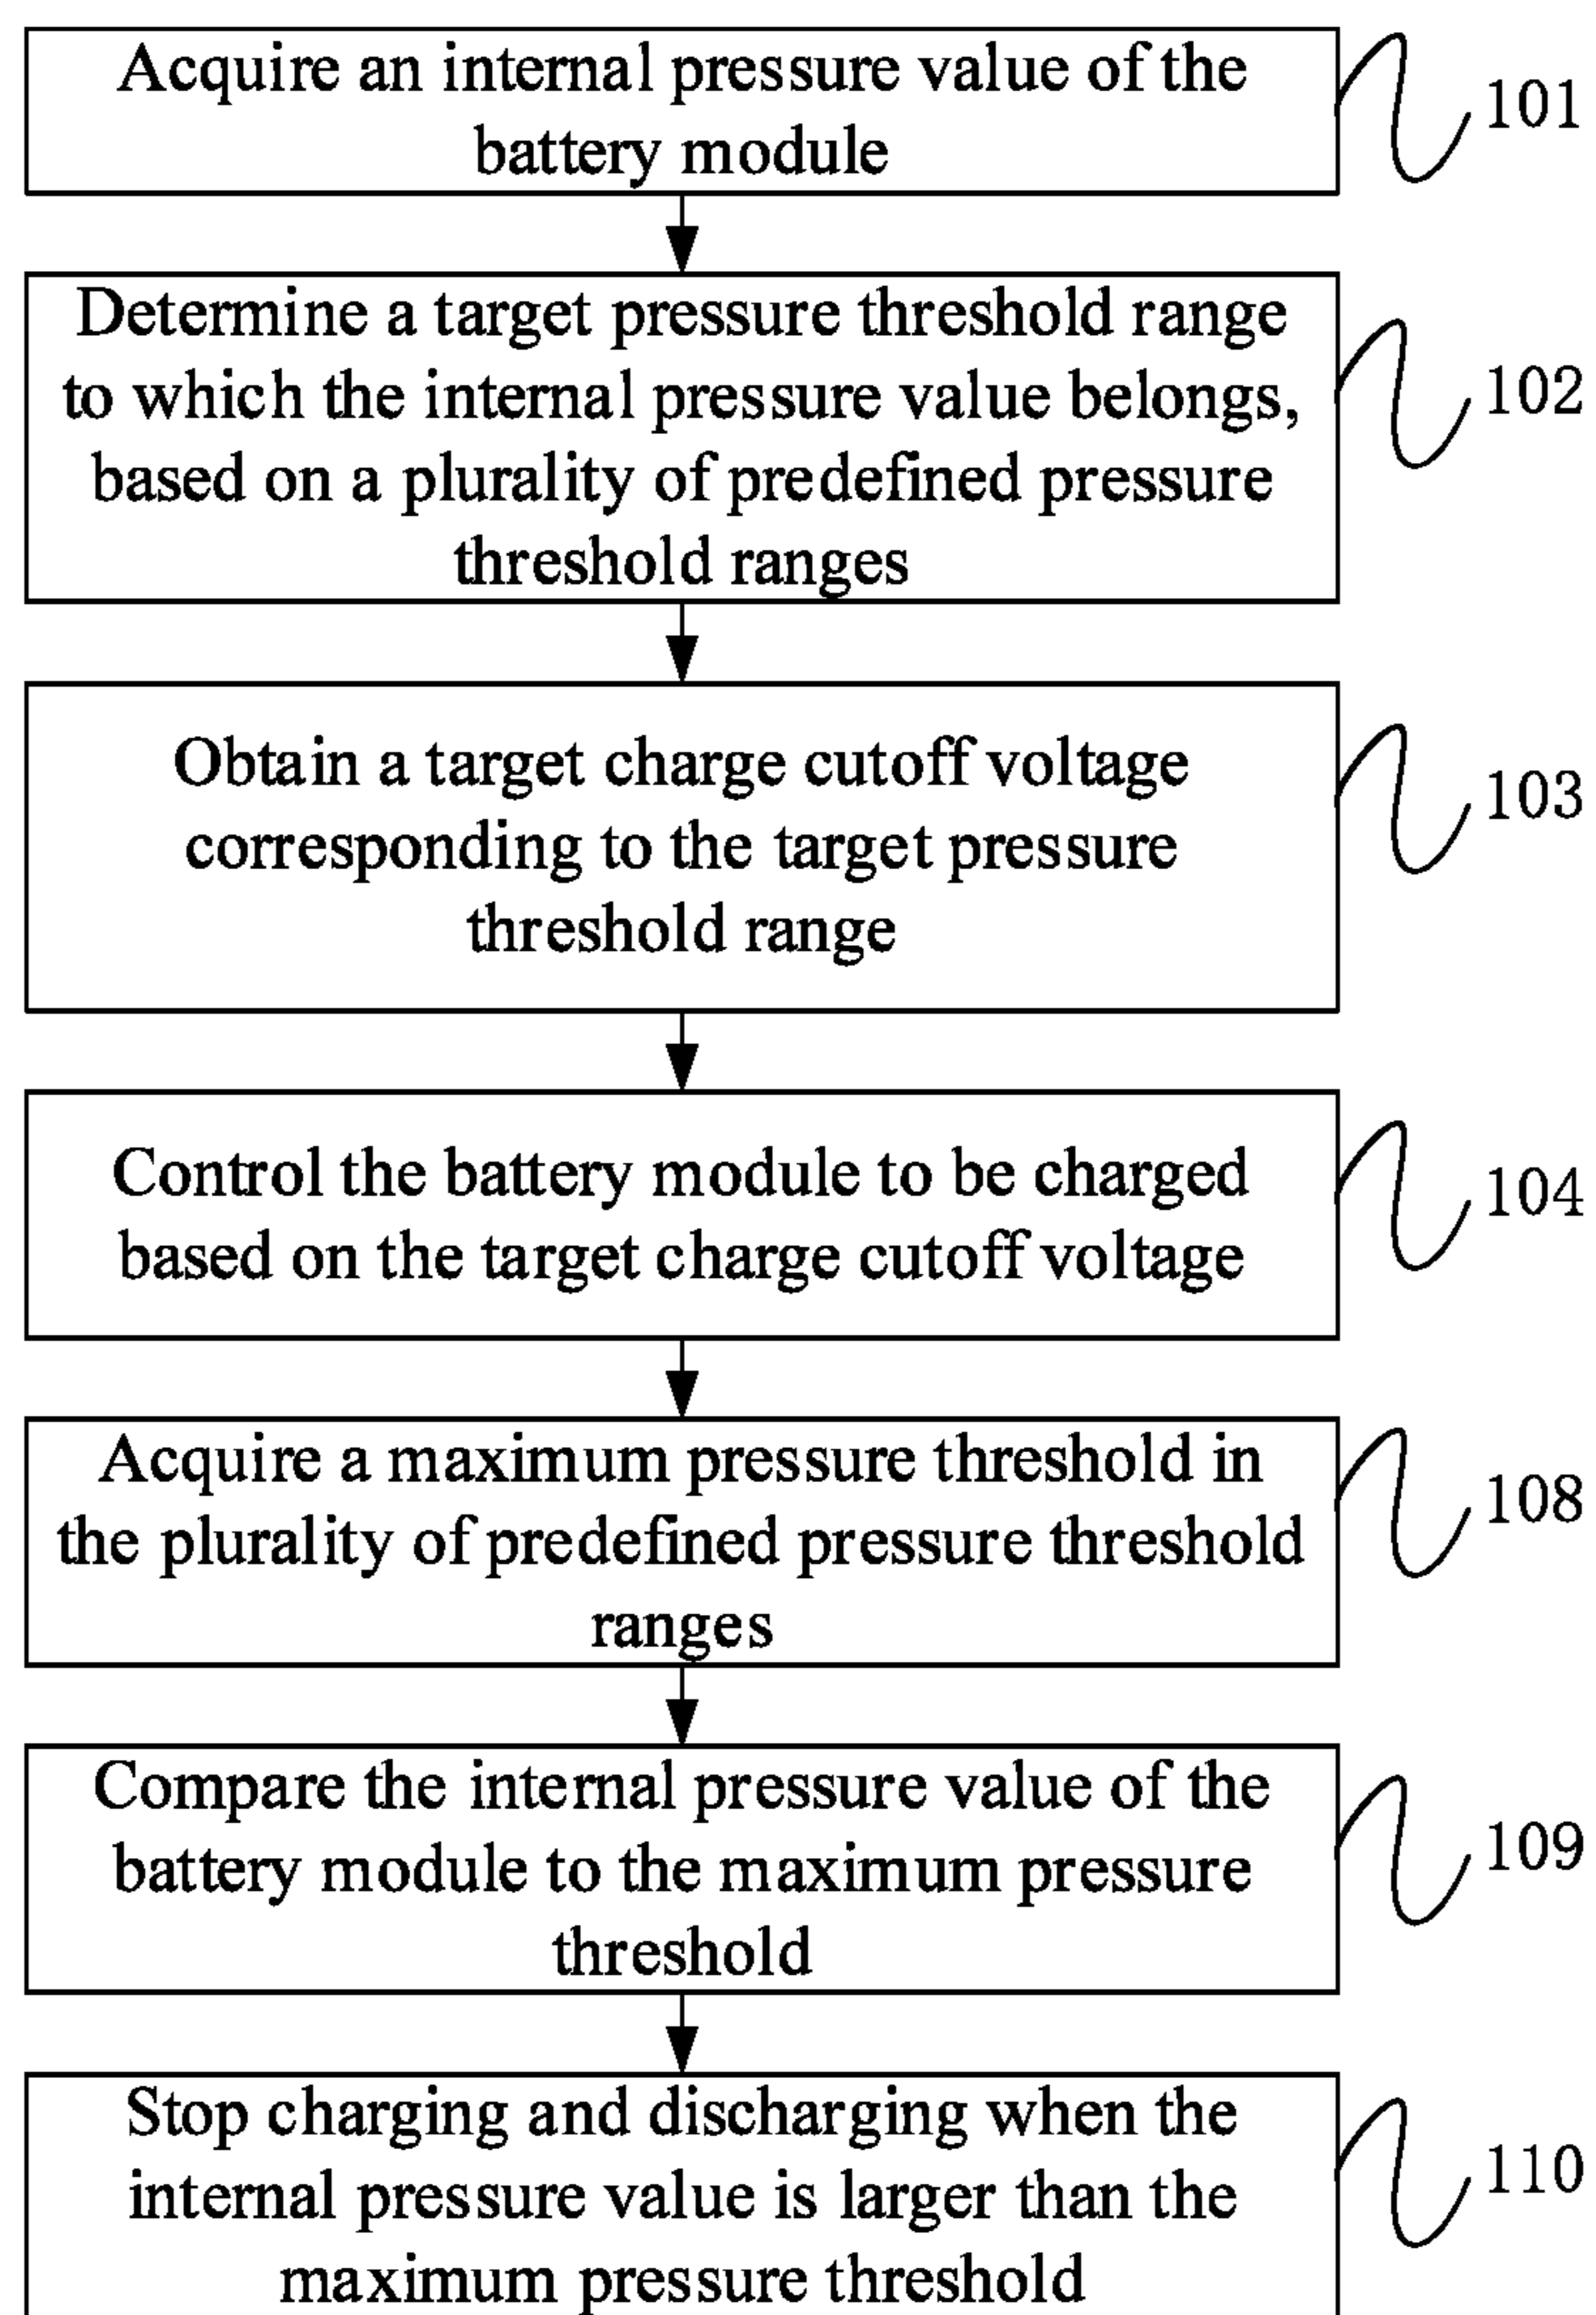 Acquire an internal pressure value of the
battery module
101
Determine a target pressure threshold range
to which the internal pressure value belongs,
based on a plurality of predefined pressure
threshold ranges
102
Obtain a target charge cutoff voltage
corresponding to the target pressure
threshold range
103
Control the battery module to be charged
based on the target charge cutoff voltage
104
Acquire a maximum pressure threshold in
the plurality of predefined pressure threshold
ranges
108
Compare the internal pressure value of the
battery module to the maximum pressure
threshold
109
Stop charging and discharging when the
internal pressure value is larger than the
maximum pressure threshold
110